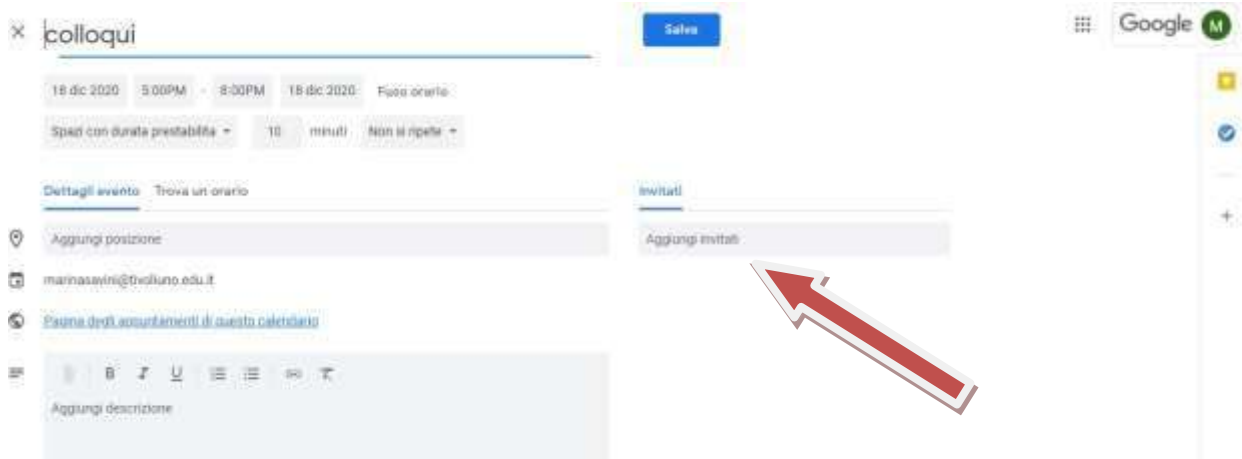 colloqui
Salva
Google M
18 dic 2020 5:00PM - 8:00PM 18 dic 2020 Fuso orario
Spazi con durata prestabilita 10 minuti Non si ripete
Dettagli evento Trova un orario
Invitati
Aggiungi posizione
Aggiungi invitati
marinasavini@tivoliuno.edu.it
Pagina degli appuntamenti di questo calendario
B I U
Aggiungi descrizione